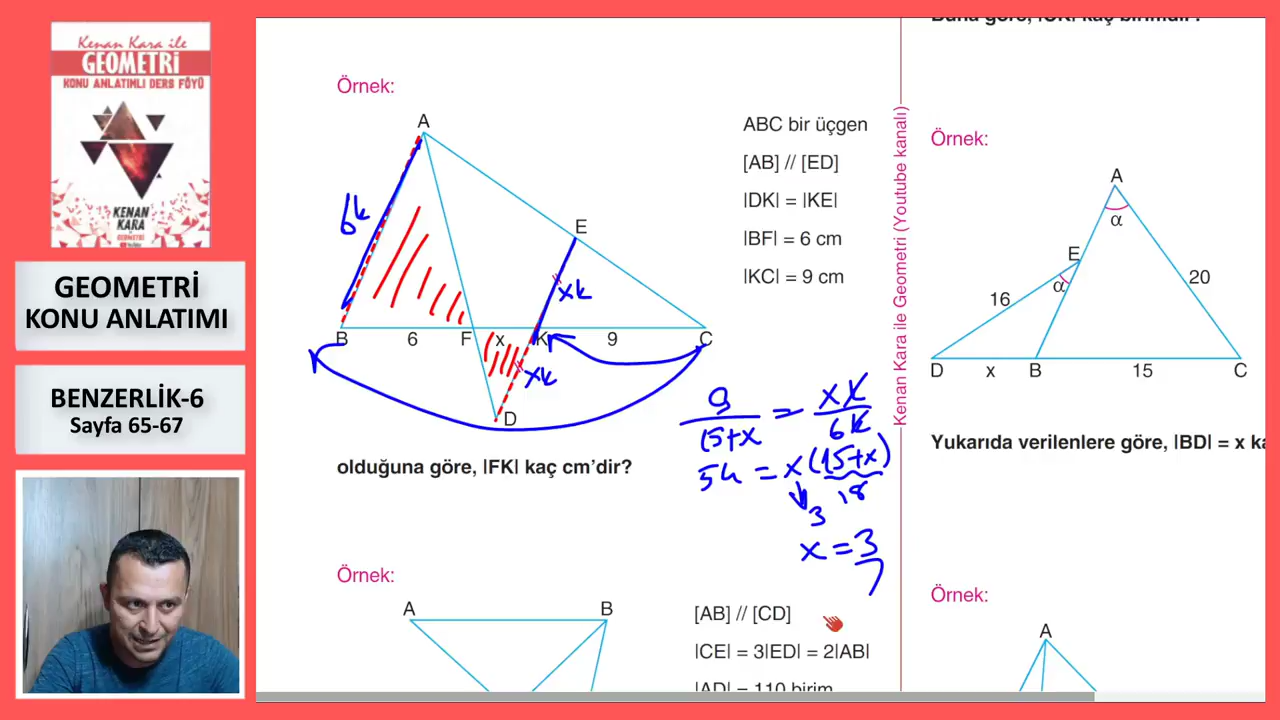 Kenan Kara ile
GEOMETRİ
KONU ANLATIMLI DERS FÖYÜ
KENAN
KARA
GEOMETRİ
KONU ANLATIMI
BENZERLİK-6
Sayfa 65-67
Örnek:
A
6k
E
xk
B
6
F
x
K
9
C
xk
D
ABC bir üçgen
[AB] // [ED]
|DK| = |KE|
|BF| = 6 cm
|KC| = 9 cm
olduğuna göre, |FK| kaç cm'dir?
9/15+x = xk/6k
54 = x(15+x)
3 18
x = 3
Örnek:
A
B
[AB] // [CD]
|CE| = 3|ED| = 2|AB|
|AD| = 110 birim
Kenan Kara ile Geometri (Youtube kanalı)
Örnek:
A
α
E
α
16
20
D
x
B
15
C
Yukarıda verilenlere göre, |BD| = x ka
Örnek:
A